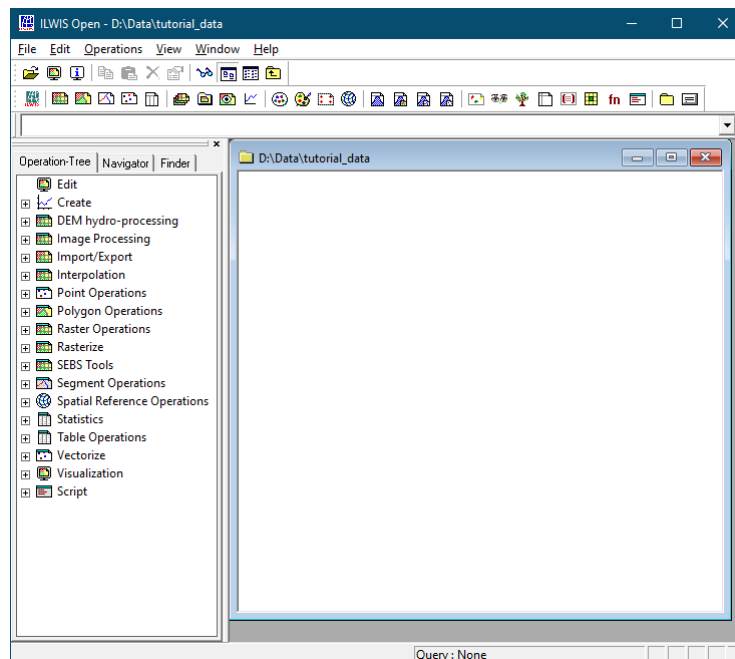 ILWIS Open - D:\Data\tutorial_data
File Edit Operations View Window Help
fn
Operation-Tree Navigator Finder
D:\Data\tutorial_data
Edit
Create
DEM hydro-processing
Image Processing
Import/Export
Interpolation
Point Operations
Polygon Operations
Raster Operations
Rasterize
SEBS Tools
Segment Operations
Spatial Reference Operations
Statistics
Table Operations
Vectorize
Visualization
Script
Query : None